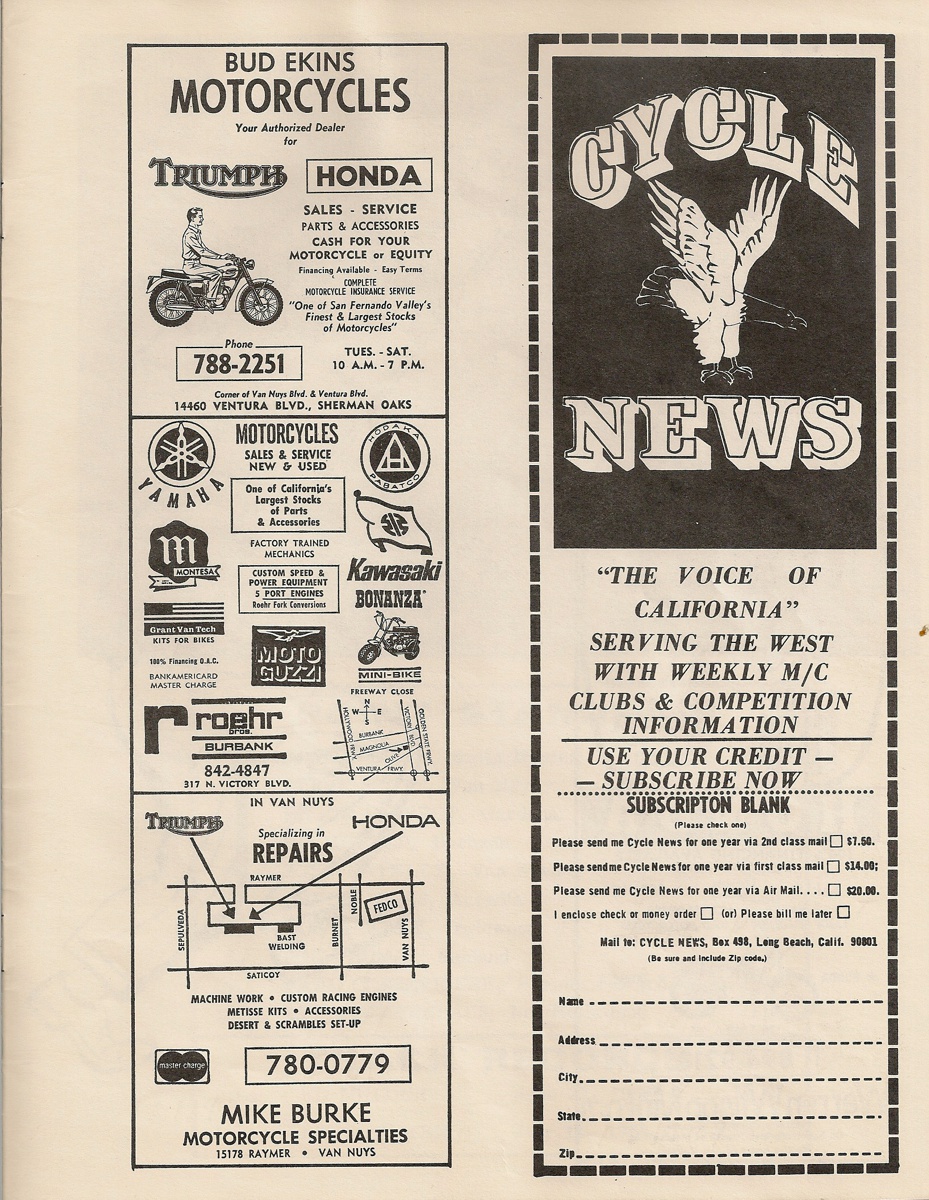 BUD EKINS
MOTORCYCLES
Your Authorized Dealer
for
TRIUMPH
HONDA
SALES - SERVICE
PARTS & ACCESSORIES
CASH FOR YOUR
MOTORCYCLE or EQUITY
Financing Available - Easy Terms
COMPLETE
MOTORCYCLE INSURANCE SERVICE
"One of San Fernando Valley's
Finest & Largest Stocks
of Motorcycles"
Phone
788-2251
TUES. - SAT.
10 A.M. - 7 P.M.
Corner of Van Nuys Blvd. & Ventura Blvd.
14460 VENTURA BLVD., SHERMAN OAKS
YAMAHA
MOTORCYCLES
SALES & SERVICE
NEW & USED
HODAKA
PABATCO
One of California's
Largest Stocks
of Parts
& Accessories
MONTESA
FACTORY TRAINED
MECHANICS
CUSTOM SPEED &
POWER EQUIPMENT
5 PORT ENGINES
Roehr Fork Conversions
Kawasaki
BONANZA
MINI-BIKE
Grant Van Tech
KITS FOR BIKES
100% Financing O.A.C.
BANKAMERICARD
MASTER CHARGE
MOTO
GUZZI
roehr
bros.
BURBANK
842-4847
317 N. VICTORY BLVD.
FREEWAY CLOSE
N
W E
S
HOLLYWOOD FRWY.
BURBANK
MAGNOLIA
OLIVE
VICTORY BLVD.
GOLDEN STATE FRWY.
VENTURA FRWY.
IN VAN NUYS
TRIUMPH
HONDA
Specializing in
REPAIRS
RAYMER
SEPULVEDA
BAST
WELDING
BURNET
NOBLE
FEDCO
VAN NUYS
SATICOY
MACHINE WORK • CUSTOM RACING ENGINES
METISSE KITS • ACCESSORIES
DESERT & SCRAMBLES SET-UP
master charge
780-0779
MIKE BURKE
MOTORCYCLE SPECIALTIES
15178 RAYMER • VAN NUYS
CYCLE
NEWS
"THE VOICE OF
CALIFORNIA"
SERVING THE WEST
WITH WEEKLY M/C
CLUBS & COMPETITION
INFORMATION
USE YOUR CREDIT –
– SUBSCRIBE NOW
SUBSCRIPTON BLANK
(Please check one)
Please send me Cycle News for one year via 2nd class mail $7.50.
Please send me Cycle News for one year via first class mail $14.00;
Please send me Cycle News for one year via Air Mail. . . . $20.00.
I enclose check or money order (or) Please bill me later
Mail to: CYCLE NEWS, Box 498, Long Beach, Calif. 90801
(Be sure and include Zip code.)
Name
Address
City
State
Zip